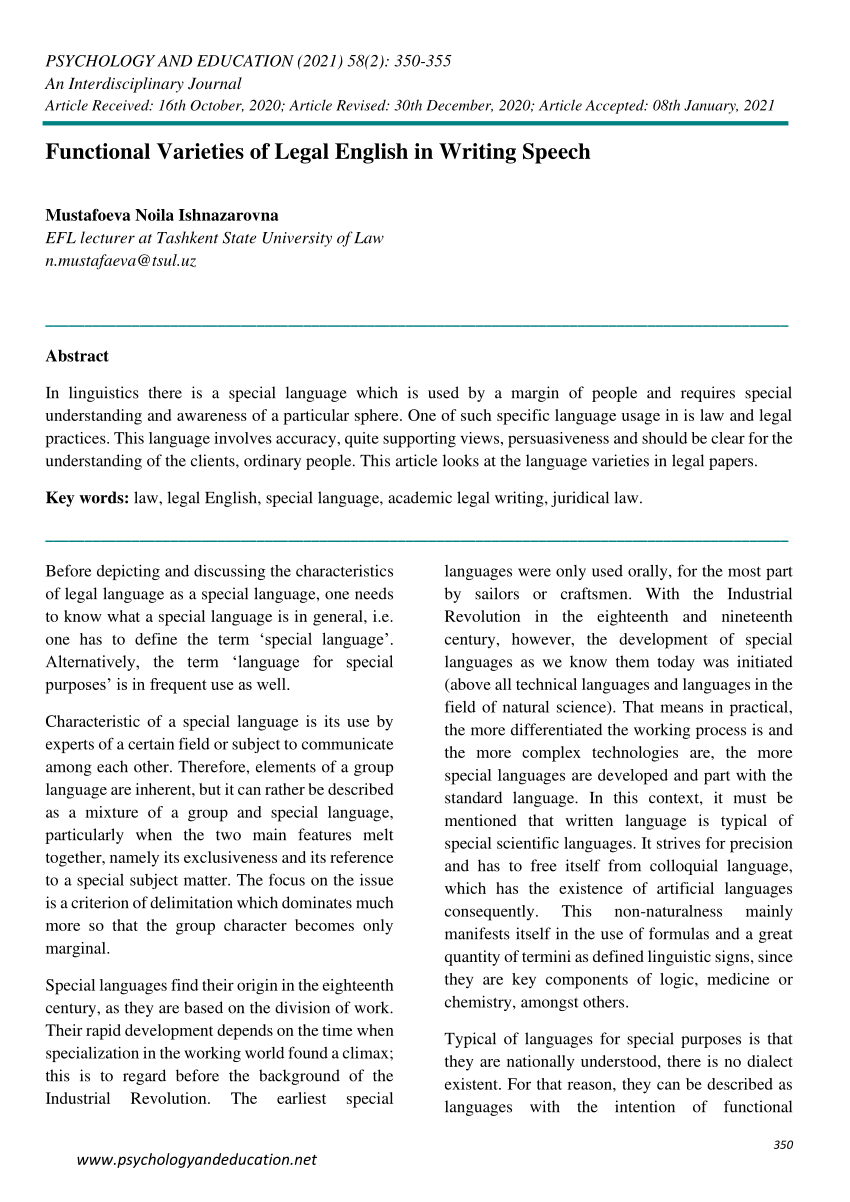 PSYCHOLOGY AND EDUCATION (2021) 58(2): 350-355
An Interdisciplinary Journal
Article Received: 16th October, 2020; Article Revised: 30th December, 2020; Article Accepted: 08th January, 2021
Functional Varieties of Legal English in Writing Speech
Mustafoeva Noila Ishnazarovna
EFL lecturer at Tashkent State University of Law
n.mustafaeva@tsul.uz
Abstract
In linguistics there is a special language which is used by a margin of people and requires special
understanding and awareness of a particular sphere. One of such specific language usage in is law and legal
practices. This language involves accuracy, quite supporting views, persuasiveness and should be clear for the
understanding of the clients, ordinary people. This article looks at the language varieties in legal papers.
Key words: law, legal English, special language, academic legal writing, juridical law.
Before depicting and discussing the characteristics
of legal language as a special language, one needs
to know what a special language is in general, i.e.
one has to define the term ‘special language’.
Alternatively, the term ‘language for special
purposes’ is in frequent use as well.
Characteristic of a special language is its use by
experts of a certain field or subject to communicate
among each other. Therefore, elements of a group
language are inherent, but it can rather be described
as a mixture of a group and special language,
particularly when the two main features melt
together, namely its exclusiveness and its reference
to a special subject matter. The focus on the issue
is a criterion of delimitation which dominates much
more so that the group character becomes only
marginal.
Special languages find their origin in the eighteenth
century, as they are based on the division of work.
Their rapid development depends on the time when
specialization in the working world found a climax;
this is to regard before the background of the
Industrial Revolution. The earliest special
languages were only used orally, for the most part
by sailors or craftsmen. With the Industrial
Revolution in the eighteenth and nineteenth
century, however, the development of special
languages as we know them today was initiated
(above all technical languages and languages in the
field of natural science). That means in practical,
the more differentiated the working process is and
the more complex technologies are, the more
special languages are developed and part with the
standard language. In this context, it must be
mentioned that written language is typical of
special scientific languages. It strives for precision
and has to free itself from colloquial language,
which has the existence of artificial languages
consequently. This non-naturalness mainly
manifests itself in the use of formulas and a great
quantity of termini as defined linguistic signs, since
they are key components of logic, medicine or
chemistry, amongst others.
Typical of languages for special purposes is that
they are nationally understood, there is no dialect
existent. For that reason, they can be described as
languages with the intention of functional
350
www.psychologyandeducation.net